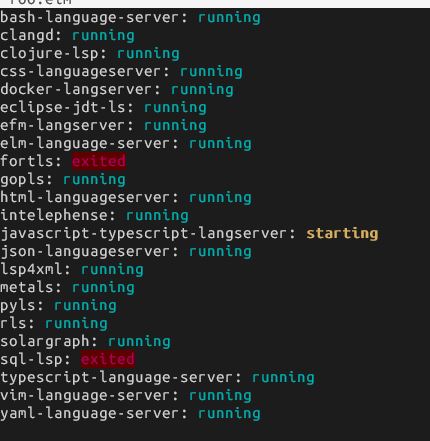 bash-language-server: running
clangd: running
clojure-lsp: running
css-languageserver: running
docker-langserver: running
eclipse-jdt-ls: running
efm-langserver: running
elm-language-server: running
fortls: exited
gopls: running
html-languageserver: running
intelephense: running
javascript-typescript-langserver: starting
json-languageserver: running
lsp4xml: running
metals: running
pyls: running
rls: running
solargraph: running
sql-lsp: exited
typescript-language-server: running
vim-language-server: running
yaml-language-server: running